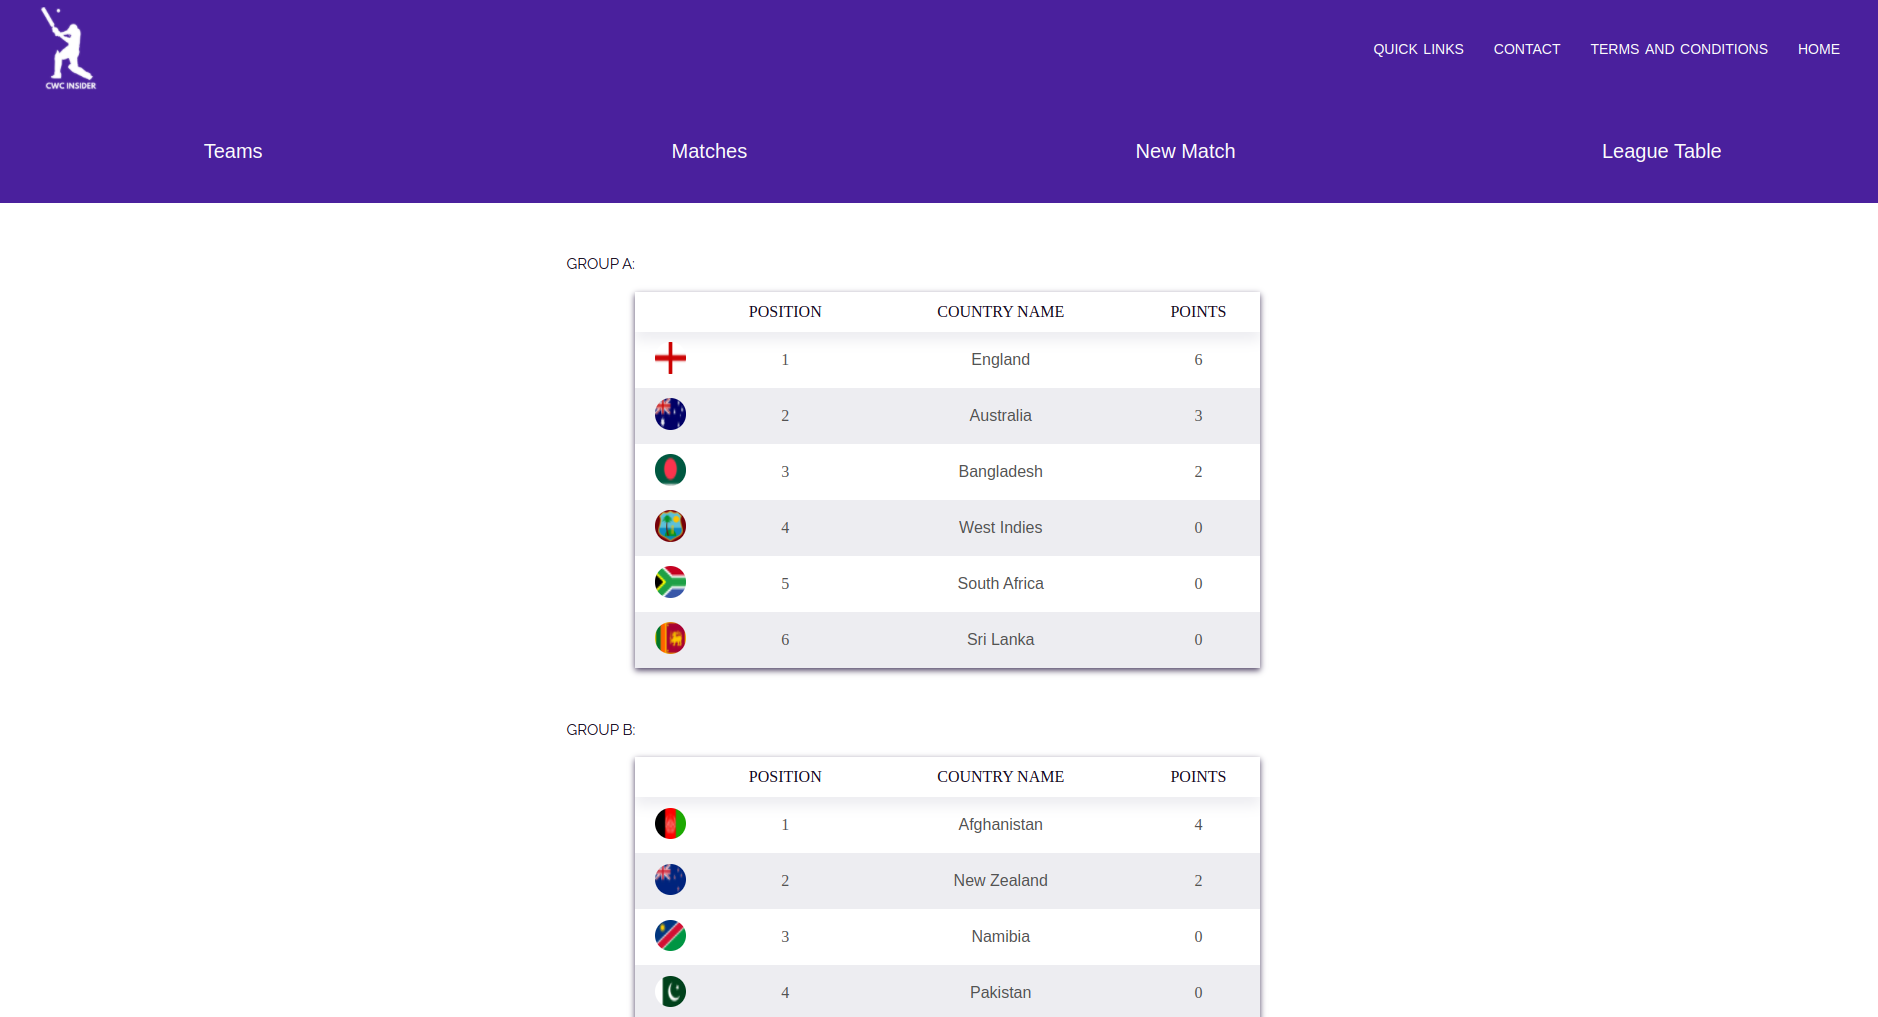 CWC INSIDER
QUICK LINKS CONTACT TERMS AND CONDITIONS HOME
Teams Matches New Match League Table
GROUP A:
POSITION COUNTRY NAME POINTS
1 England 6
2 Australia 3
3 Bangladesh 2
4 West Indies 0
5 South Africa 0
6 Sri Lanka 0
GROUP B:
POSITION COUNTRY NAME POINTS
1 Afghanistan 4
2 New Zealand 2
3 Namibia 0
4 Pakistan 0